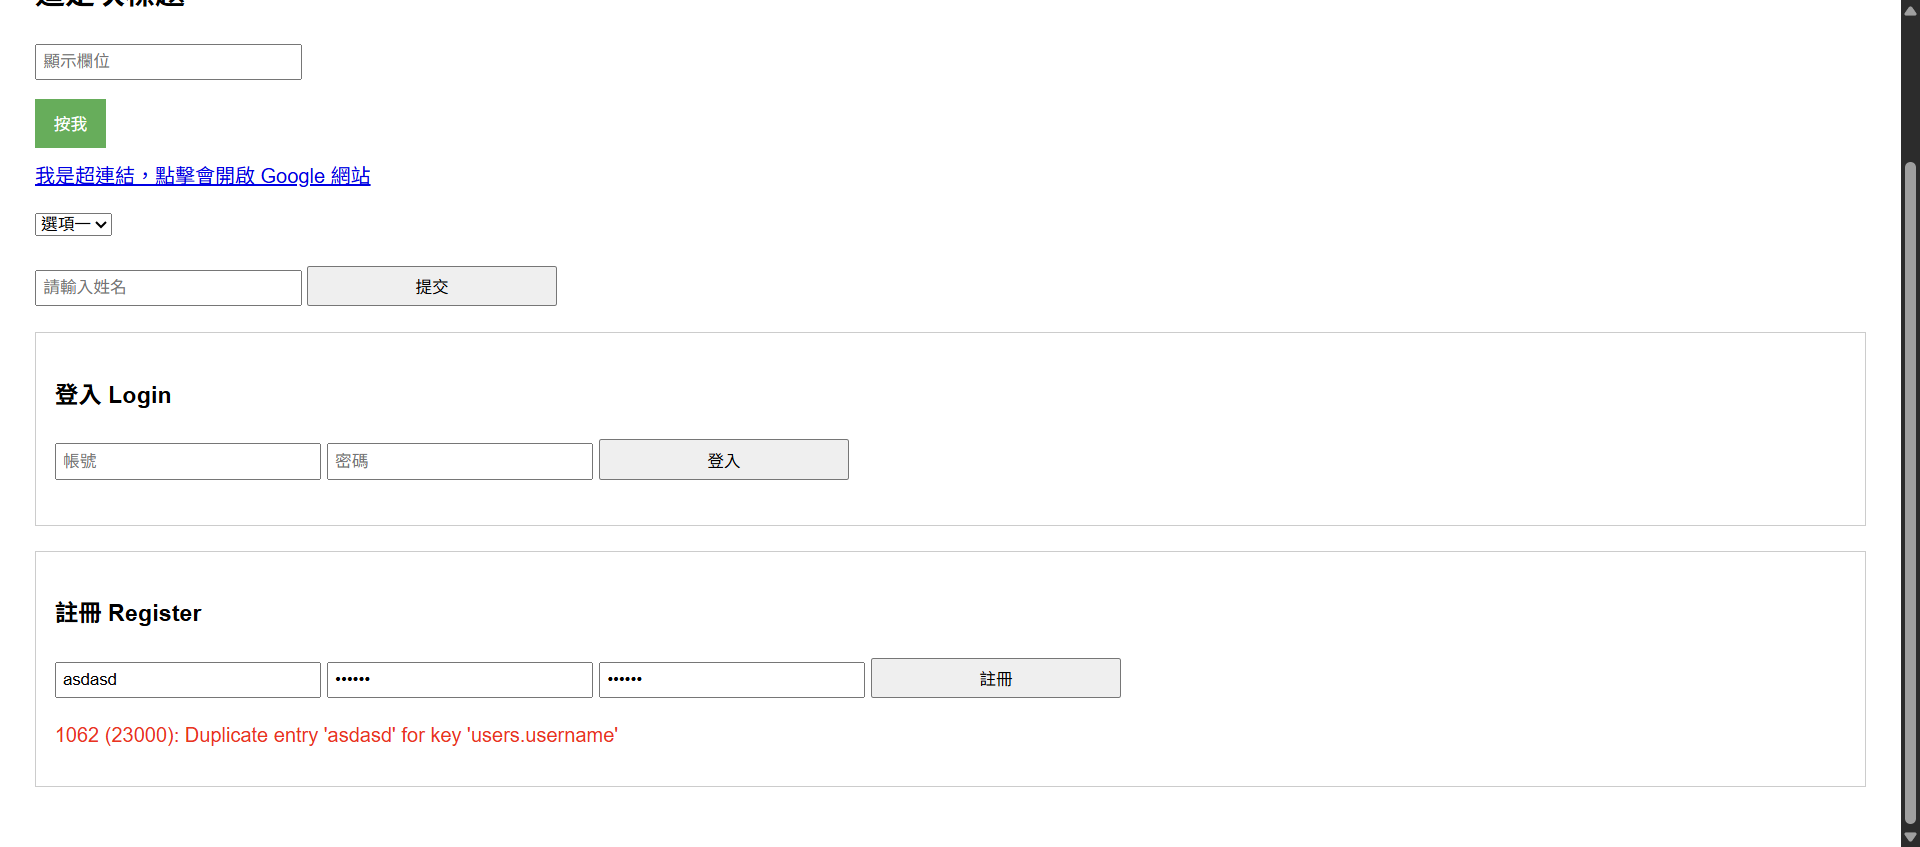 顯示欄位
按我
我是超連結，點擊會開啟 Google 網站
選項一
請輸入姓名 提交
登入 Login
帳號 密碼 登入
註冊 Register
asdasd •••••• •••••• 註冊
1062 (23000): Duplicate entry 'asdasd' for key 'users.username'